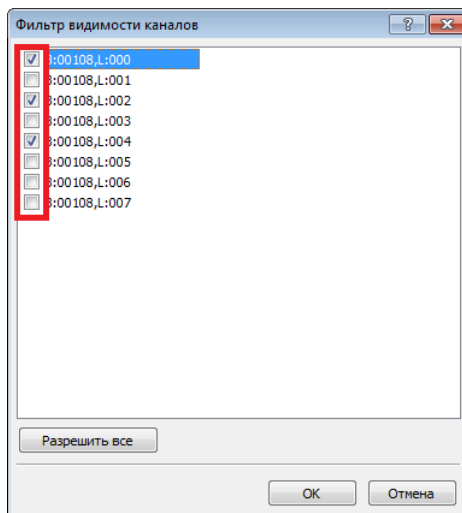 Фильтр видимости каналов
:00108,L:000
:00108,L:001
:00108,L:002
:00108,L:003
:00108,L:004
:00108,L:005
:00108,L:006
:00108,L:007
Разрешить все
OK
Отмена